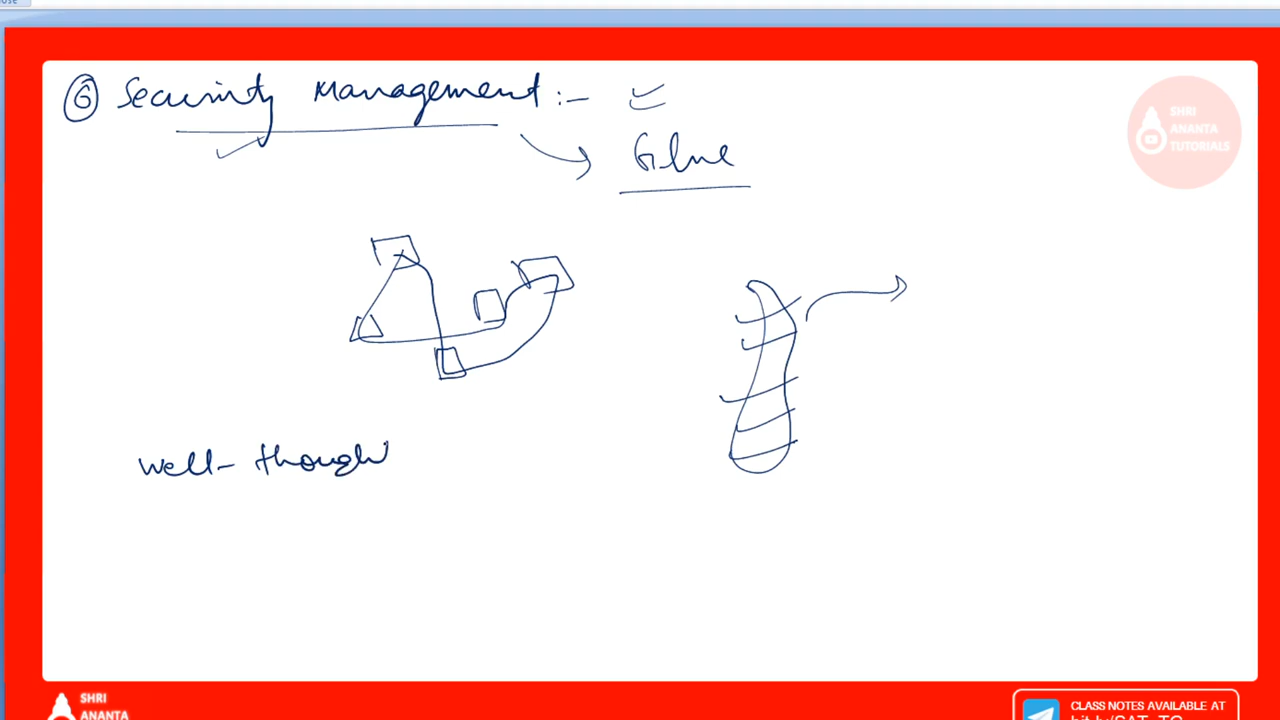 ⑥ Security Management :-
Glue
well- though
SHRI
ANANTA
TUTORIALS
SHRI
ANANTA
CLASS NOTES AVAILABLE AT